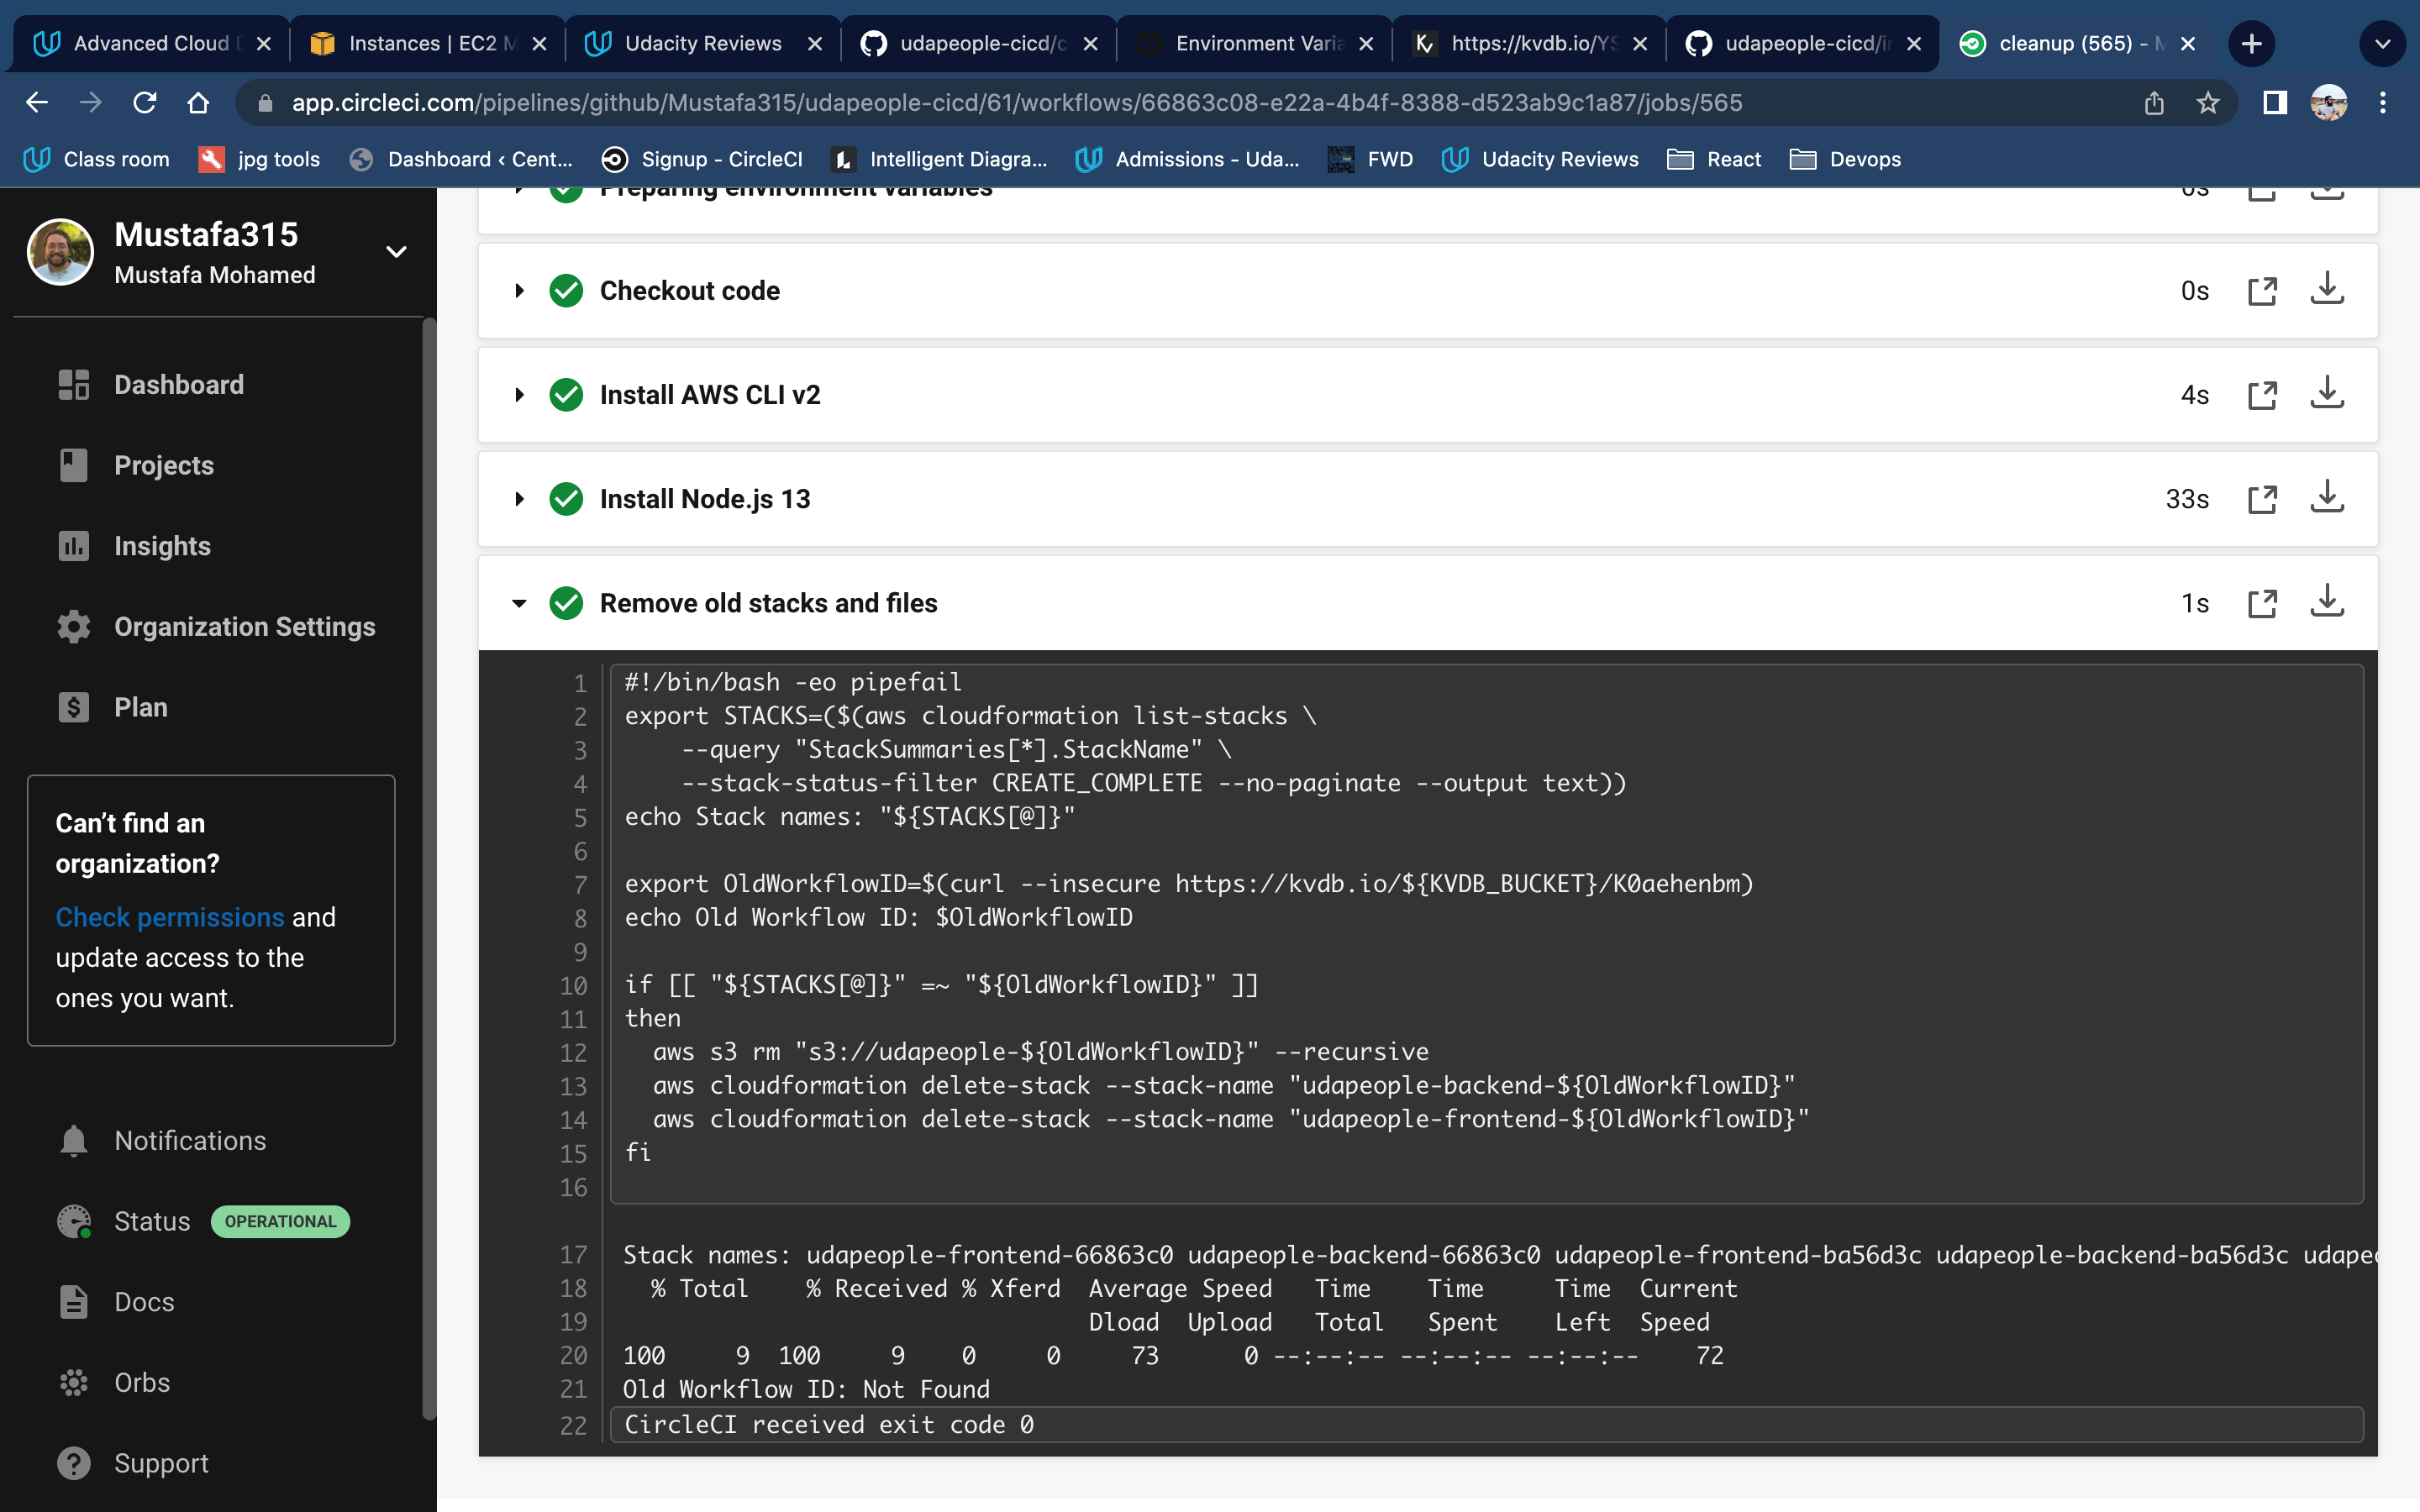 Advanced Cloud D
Instances | EC2 M
Udacity Reviews
udapeople-cicd/c
Environment Varia
https://kvdb.io/YS
udapeople-cicd/i
cleanup (565) - M
app.circleci.com/pipelines/github/Mustafa315/udapeople-cicd/61/workflows/66863c08-e22a-4b4f-8388-d523ab9c1a87/jobs/565
Class room
jpg tools
Dashboard ‹ Cent...
Signup - CircleCI
Intelligent Diagra...
Admissions - Uda...
FWD
Udacity Reviews
React
Devops
Mustafa315
Mustafa Mohamed
Dashboard
Projects
Insights
Organization Settings
Plan
Can't find an
organization?
Check permissions and
update access to the
ones you want.
Notifications
Status OPERATIONAL
Docs
Orbs
Support
Preparing environment variables 0s
Checkout code 0s
Install AWS CLI v2 4s
Install Node.js 13 33s
Remove old stacks and files 1s
1 #!/bin/bash -eo pipefail
2 export STACKS=($(aws cloudformation list-stacks \
3 --query "StackSummaries[*].StackName" \
4 --stack-status-filter CREATE_COMPLETE --no-paginate --output text))
5 echo Stack names: "${STACKS[@]}"
6
7 export OldWorkflowID=$(curl --insecure https://kvdb.io/${KVDB_BUCKET}/K0aehenbm)
8 echo Old Workflow ID: $OldWorkflowID
9
10 if [[ "${STACKS[@]}" =~ "${OldWorkflowID}" ]]
11 then
12 aws s3 rm "s3://udapeople-${OldWorkflowID}" --recursive
13 aws cloudformation delete-stack --stack-name "udapeople-backend-${OldWorkflowID}"
14 aws cloudformation delete-stack --stack-name "udapeople-frontend-${OldWorkflowID}"
15 fi
16
17 Stack names: udapeople-frontend-66863c0 udapeople-backend-66863c0 udapeople-frontend-ba56d3c udapeople-backend-ba56d3c udape
18 % Total % Received % Xferd Average Speed Time Time Time Current
19 Dload Upload Total Spent Left Speed
20 100 9 100 9 0 0 73 0 --:--:-- --:--:-- --:--:-- 72
21 Old Workflow ID: Not Found
22 CircleCI received exit code 0